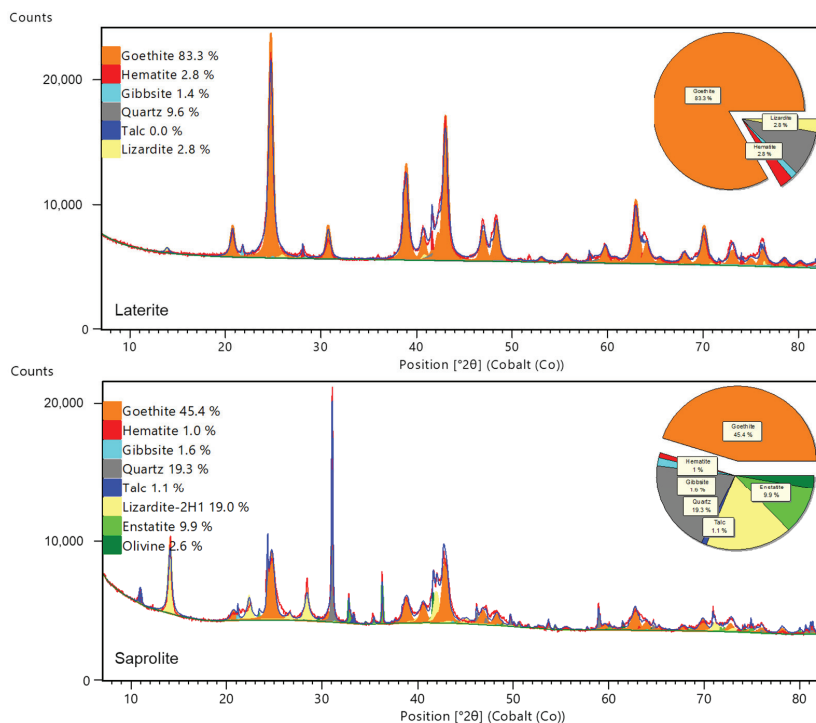 Counts
20,000
10,000
0
Goethite 83.3 %
Hematite 2.8 %
Gibbsite 1.4 %
Quartz 9.6 %
Talc 0.0 %
Lizardite 2.8 %
Goethite
83.3 %
Lizardite
2.8 %
Hematite
2.8 %
Laterite
10 20 30 40 50 60 70 80
Position [°2θ] (Cobalt (Co))
Counts
20,000
10,000
0
Goethite 45.4 %
Hematite 1.0 %
Gibbsite 1.6 %
Quartz 19.3 %
Talc 1.1 %
Lizardite-2H1 19.0 %
Enstatite 9.9 %
Olivine 2.6 %
Goethite
45.4 %
Hematite
1 %
Gibbsite
1.6 %
Quartz
19.3 %
Talc
1.1 %
Enstatite
9.9 %
Saprolite
10 20 30 40 50 60 70 80
Position [°2θ] (Cobalt (Co))